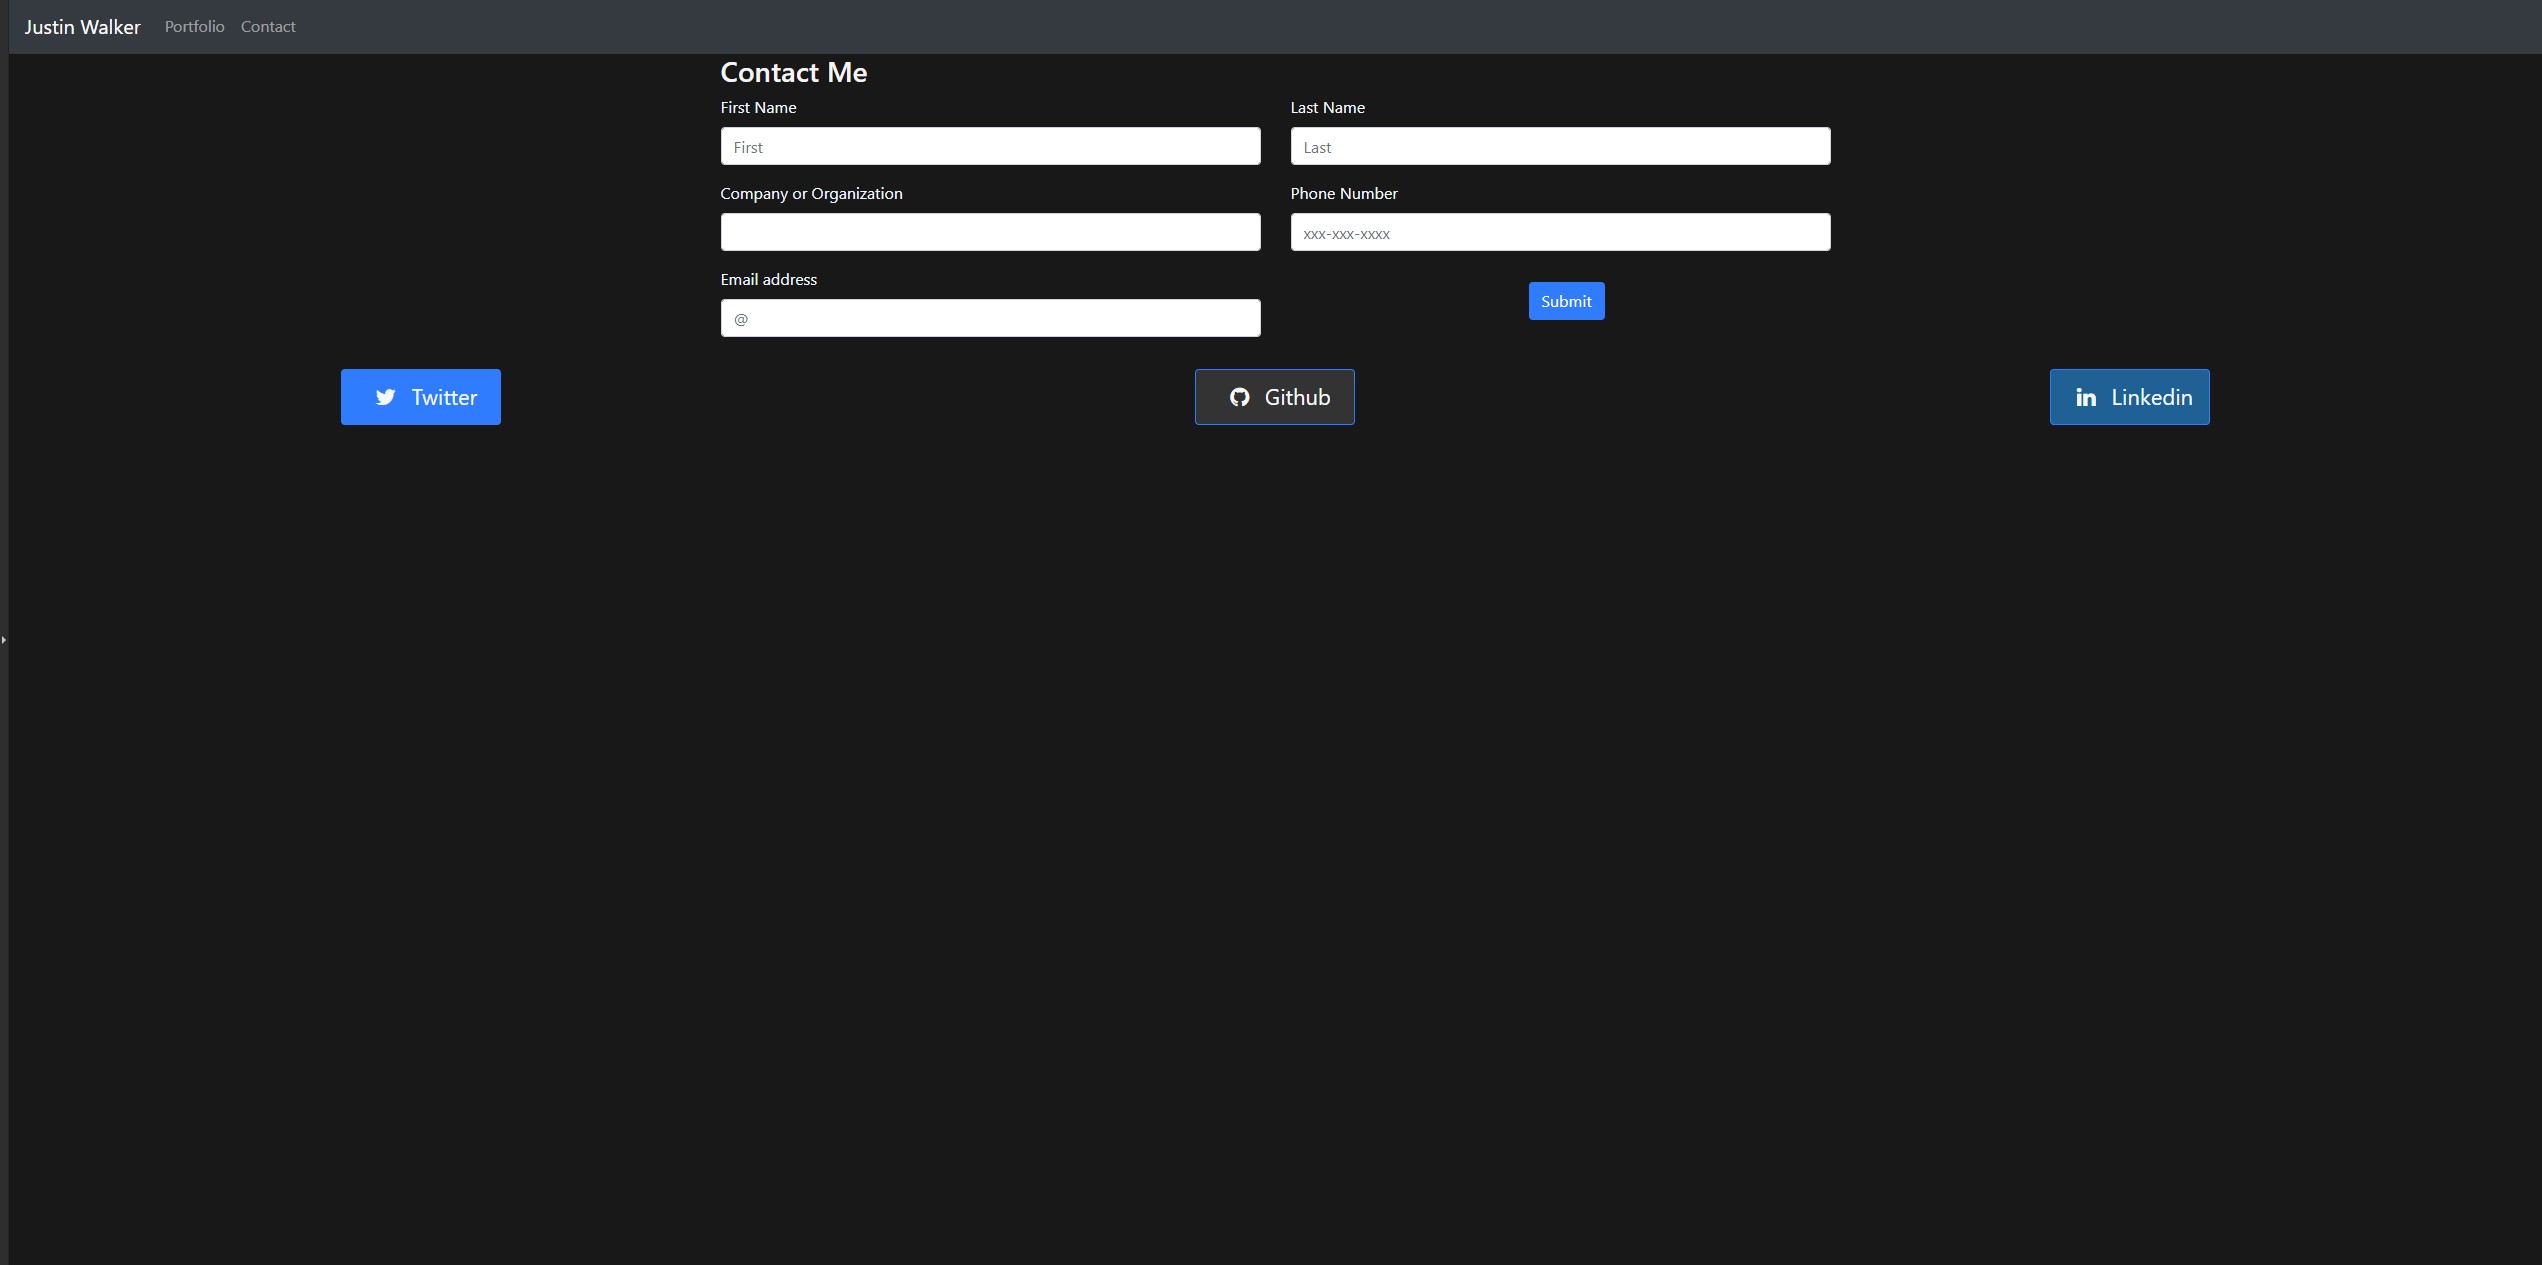 Justin Walker Portfolio Contact
Contact Me
First Name Last Name
First Last
Company or Organization Phone Number
xxx-xxx-xxxx
Email address
@
Submit
Twitter Github Linkedin